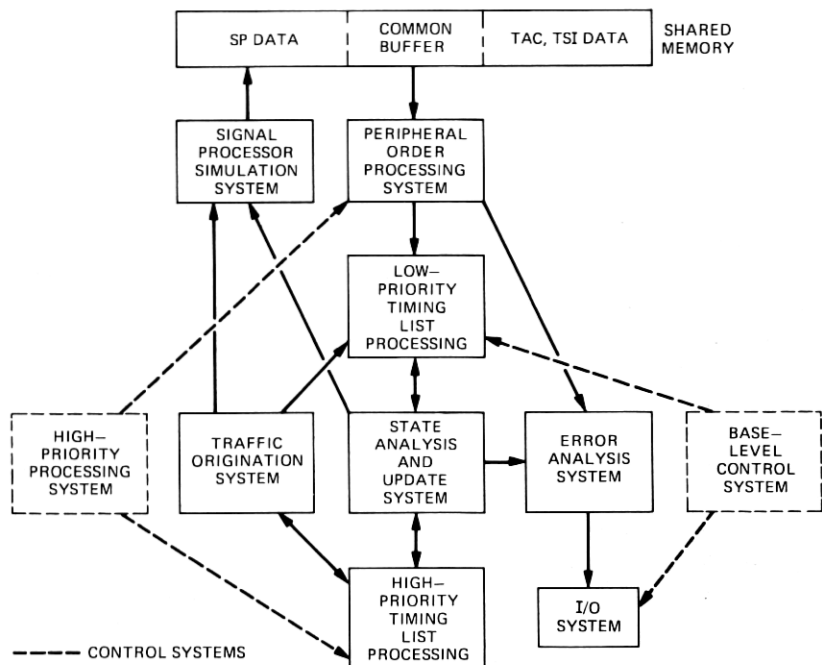 SP DATA
COMMON
BUFFER
TAC, TSI DATA
SHARED
MEMORY
SIGNAL
PROCESSOR
SIMULATION
SYSTEM
PERIPHERAL
ORDER
PROCESSING
SYSTEM
LOW–
PRIORITY
TIMING
LIST
PROCESSING
HIGH–
PRIORITY
PROCESSING
SYSTEM
TRAFFIC
ORIGINATION
SYSTEM
STATE
ANALYSIS
AND
UPDATE
SYSTEM
ERROR
ANALYSIS
SYSTEM
BASE–
LEVEL
CONTROL
SYSTEM
HIGH–
PRIORITY
TIMING
LIST
PROCESSING
I/O
SYSTEM
CONTROL SYSTEMS